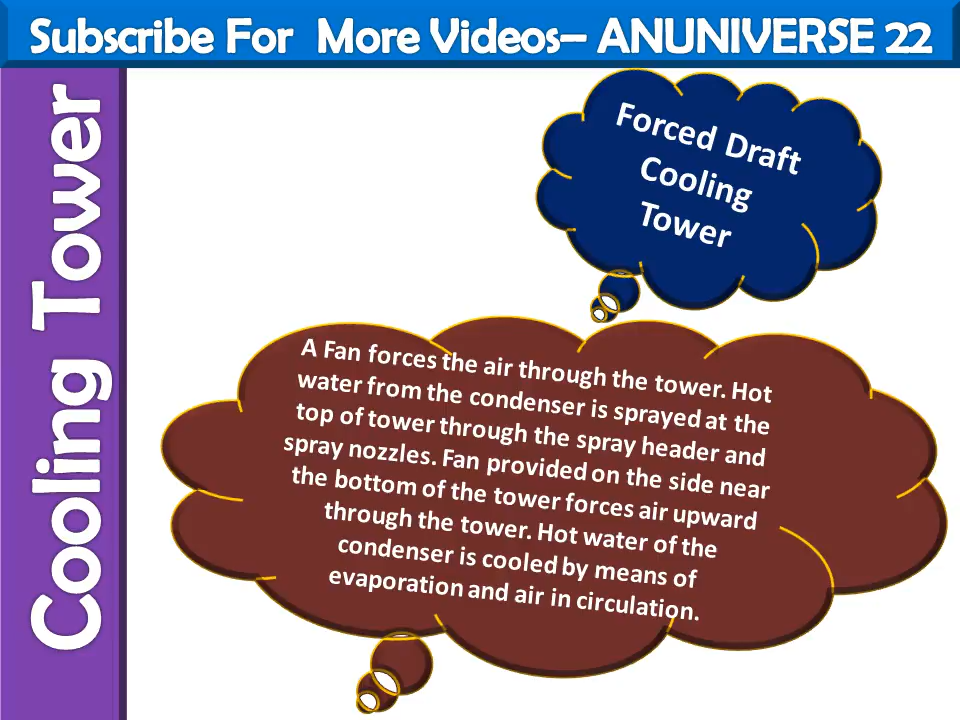 Subscribe For More Videos– ANUNIVERSE 22
Cooling Tower
Forced Draft
Cooling
Tower
A Fan forces the air through the tower. Hot
water from the condenser is sprayed at the
top of tower through the spray header and
spray nozzles. Fan provided on the side near
the bottom of the tower forces air upward
through the tower. Hot water of the
condenser is cooled by means of
evaporation and air in circulation.